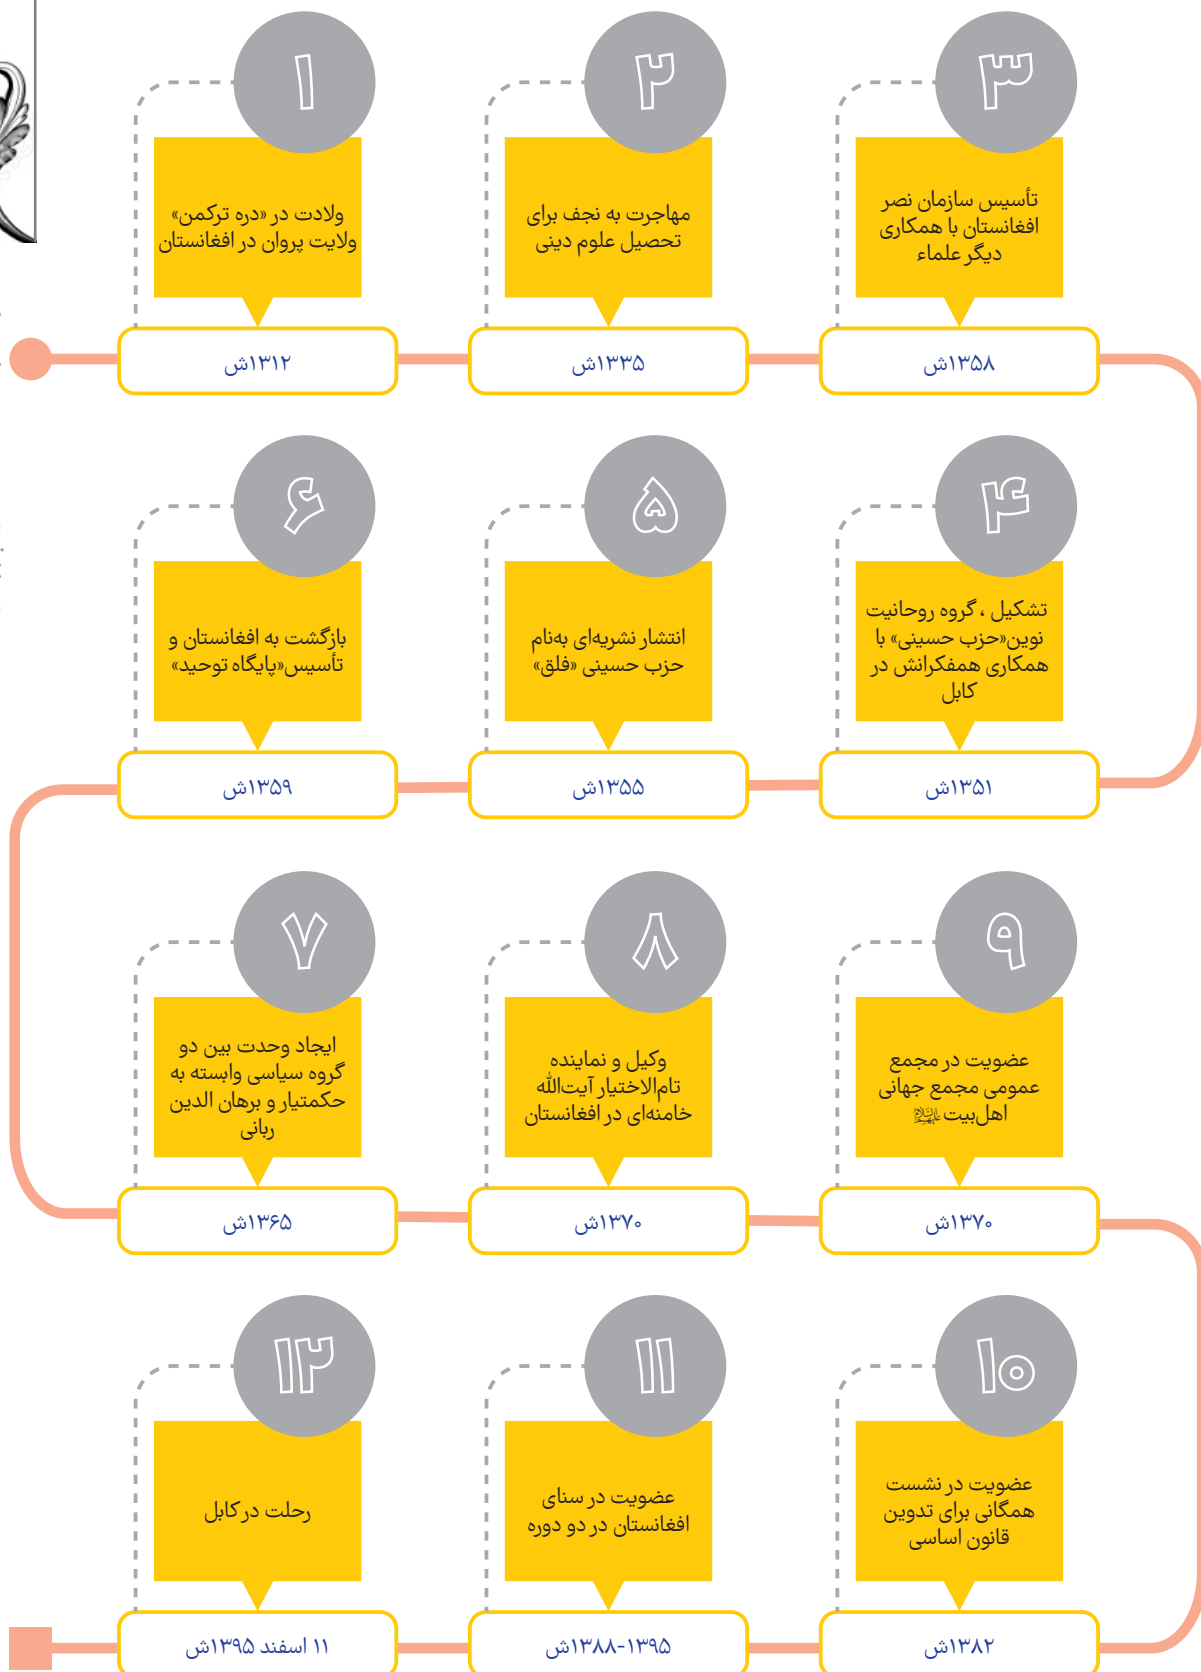 ۱
ولادت در «دره ترکمن»
ولایت پروان در افغانستان
۱۳۱۲ش
۲
مهاجرت به نجف برای
تحصیل علوم دینی
۱۳۳۵ش
۳
تأسیس سازمان نصر
افغانستان با همکاری
دیگر علماء
۱۳۵۸ش
۴
تشکیل ، گروه روحانیت
نوین«حزب حسینی» با
همکاری همفکرانش در
کابل
۱۳۵۱ش
۵
انتشار نشریه‌ای به‌نام
حزب حسینی «فلق»
۱۳۵۵ش
۶
بازگشت به افغانستان و
تأسیس«پایگاه توحید»
۱۳۵۹ش
۷
ایجاد وحدت بین دو
گروه سیاسی وابسته به
حکمتیار و برهان الدین
ربانی
۱۳۶۵ش
۸
وکیل و نماینده
تام‌الاختیار آیت‌الله
خامنه‌ای در افغانستان
۱۳۷۰ش
۹
عضویت در مجمع
عمومی مجمع جهانی
اهل‌بیت علیهم‌السلام
۱۳۷۰ش
۱۰
عضویت در نشست
همگانی برای تدوین
قانون اساسی
۱۳۸۲ش
۱۱
عضویت در سنای
افغانستان در دو دوره
۱۳۸۸-۱۳۹۵ش
۱۲
رحلت در کابل
۱۱ اسفند ۱۳۹۵ش